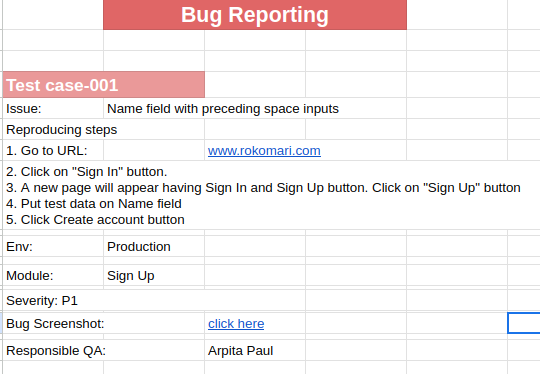 Bug Reporting
Test case-001
Issue: Name field with preceding space inputs
Reproducing steps
1. Go to URL: www.rokomari.com
2. Click on "Sign In" button.
3. A new page will appear having Sign In and Sign Up button. Click on "Sign Up" button
4. Put test data on Name field
5. Click Create account button
Env: Production
Module: Sign Up
Severity: P1
Bug Screenshot: click here
Responsible QA: Arpita Paul